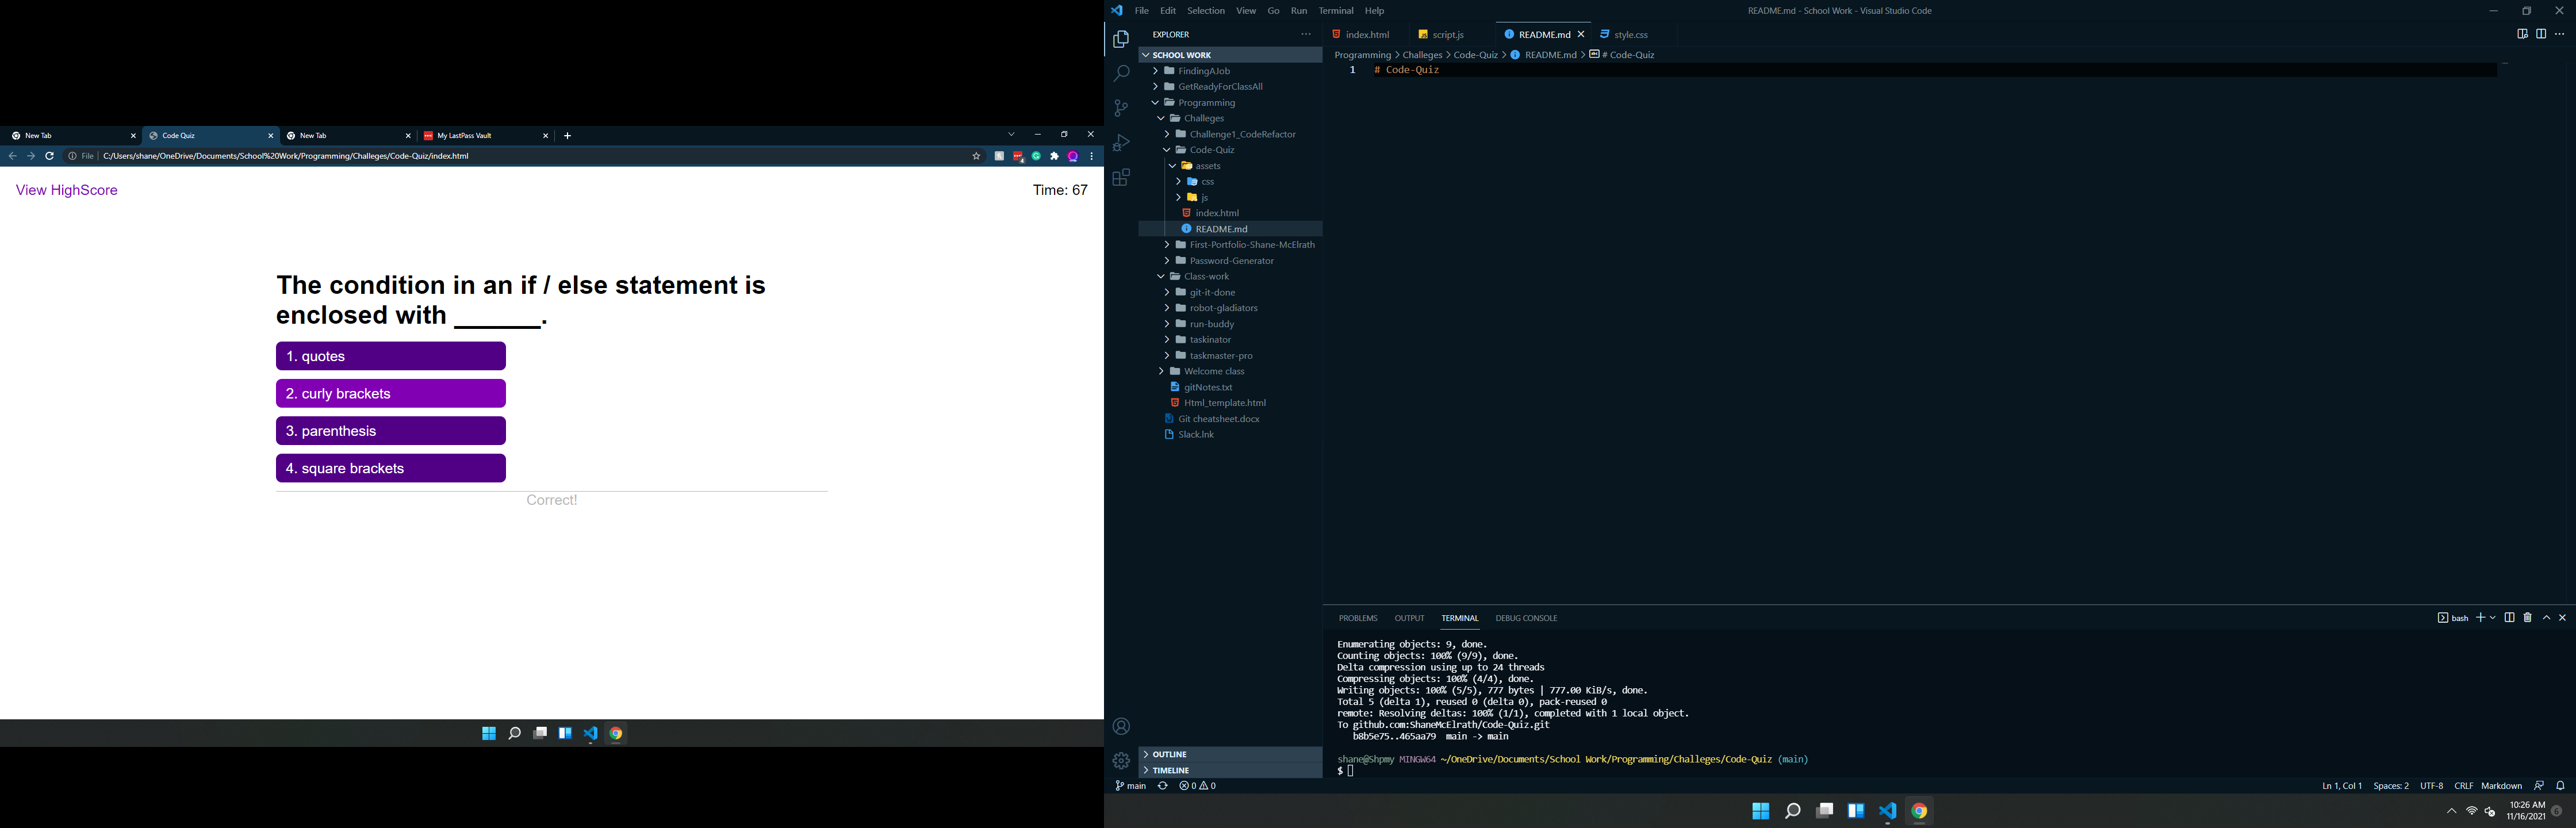 New Tab
Code Quiz
New Tab
My LastPass Vault
File
C:/Users/shane/OneDrive/Documents/School%20Work/Programming/Challeges/Code-Quiz/index.html
View HighScore
Time: 67
The condition in an if / else statement is
enclosed with ______.
1. quotes
2. curly brackets
3. parenthesis
4. square brackets
Correct!
File Edit Selection View Go Run Terminal Help
README.md - School Work - Visual Studio Code
EXPLORER
SCHOOL WORK
FindingAJob
GetReadyForClassAll
Programming
Challeges
Challenge1_CodeRefactor
Code-Quiz
assets
css
js
index.html
README.md
First-Portfolio-Shane-McElrath
Password-Generator
Class-work
git-it-done
robot-gladiators
run-buddy
taskinator
taskmaster-pro
Welcome class
gitNotes.txt
Html_template.html
Git cheatsheet.docx
Slack.lnk
OUTLINE
TIMELINE
index.html
script.js
README.md
style.css
Programming > Challeges > Code-Quiz > README.md > # Code-Quiz
1 # Code-Quiz
PROBLEMS OUTPUT TERMINAL DEBUG CONSOLE
bash
Enumerating objects: 9, done.
Counting objects: 100% (9/9), done.
Delta compression using up to 24 threads
Compressing objects: 100% (4/4), done.
Writing objects: 100% (5/5), 777 bytes | 777.00 KiB/s, done.
Total 5 (delta 1), reused 0 (delta 0), pack-reused 0
remote: Resolving deltas: 100% (1/1), completed with 1 local object.
To github.com:ShaneMcElrath/Code-Quiz.git
b8b5e75..465aa79 main -> main
shane@Shpmy MINGW64 ~/OneDrive/Documents/School Work/Programming/Challeges/Code-Quiz (main)
$
main
0 0
Ln 1, Col 1 Spaces: 2 UTF-8 CRLF Markdown
10:26 AM
11/16/2021
6